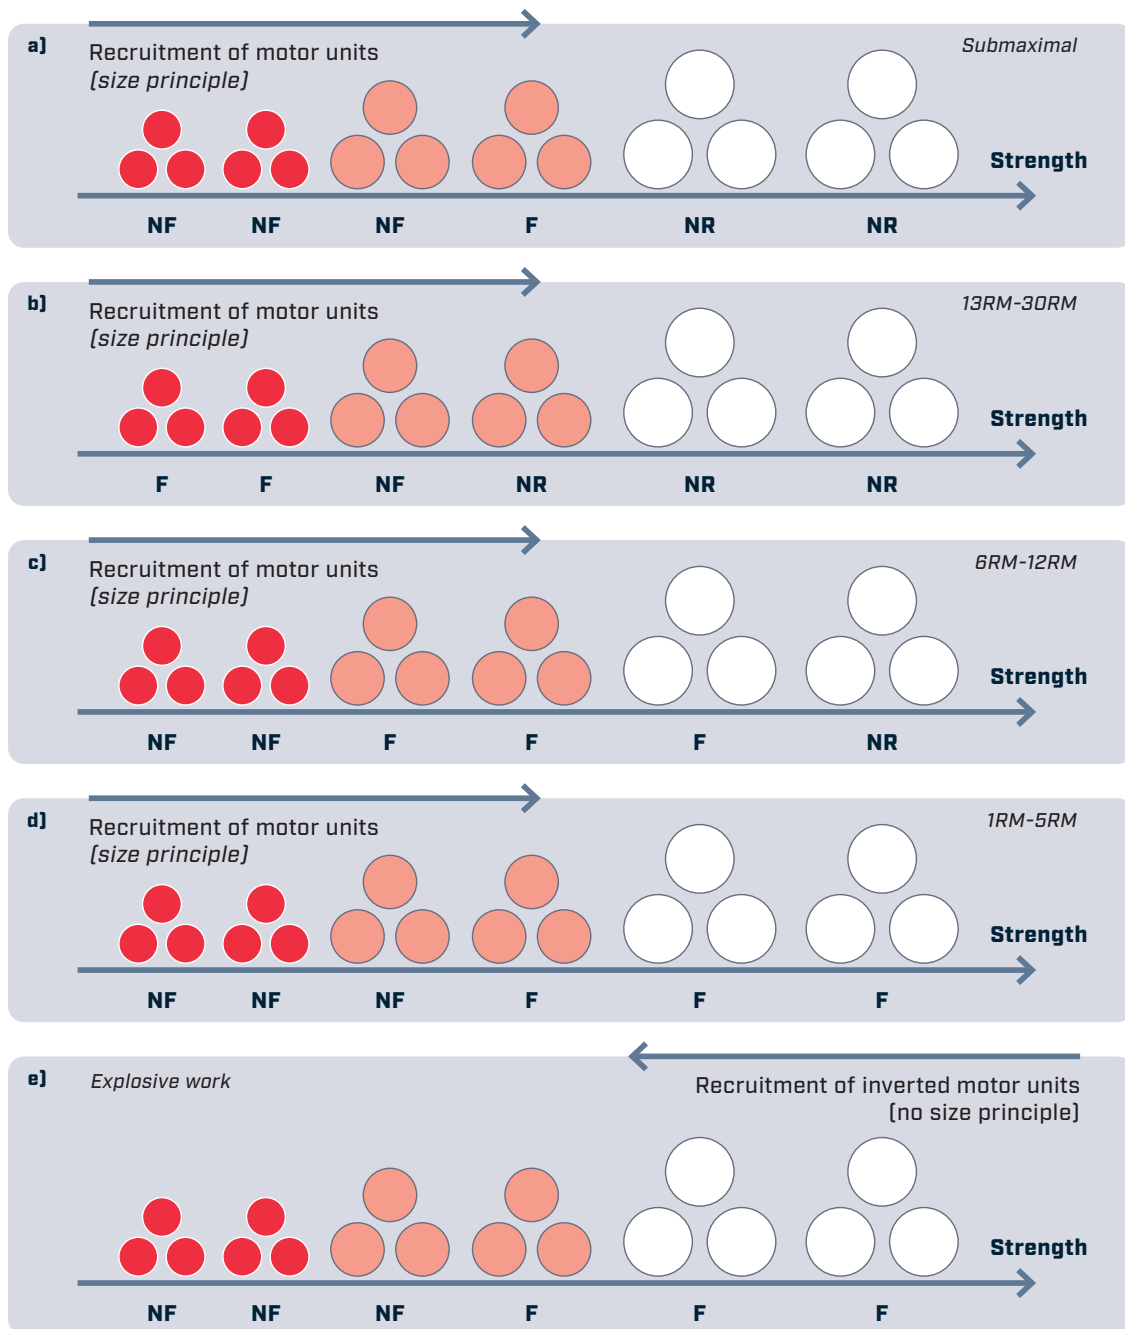 a)
Recruitment of motor units
(size principle)
Submaximal
Strength
NF NF NF F NR NR
b)
Recruitment of motor units
(size principle)
13RM-30RM
Strength
F F NF NR NR NR
c)
Recruitment of motor units
(size principle)
6RM-12RM
Strength
NF NF F F F NR
d)
Recruitment of motor units
(size principle)
1RM-5RM
Strength
NF NF NF F F F
e)
Explosive work
Recruitment of inverted motor units
(no size principle)
Strength
NF NF NF F F F